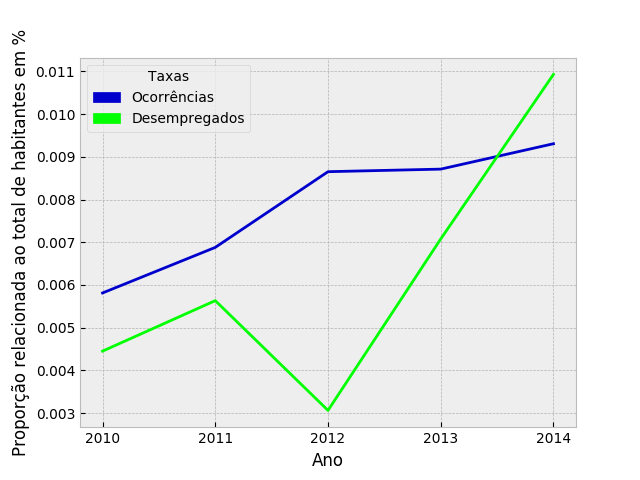 Proporção relacionada ao total de habitantes em %
0.011
0.010
0.009
0.008
0.007
0.006
0.005
0.004
0.003
Taxas
Ocorrências
Desempregados
2010
2011
2012
2013
2014
Ano